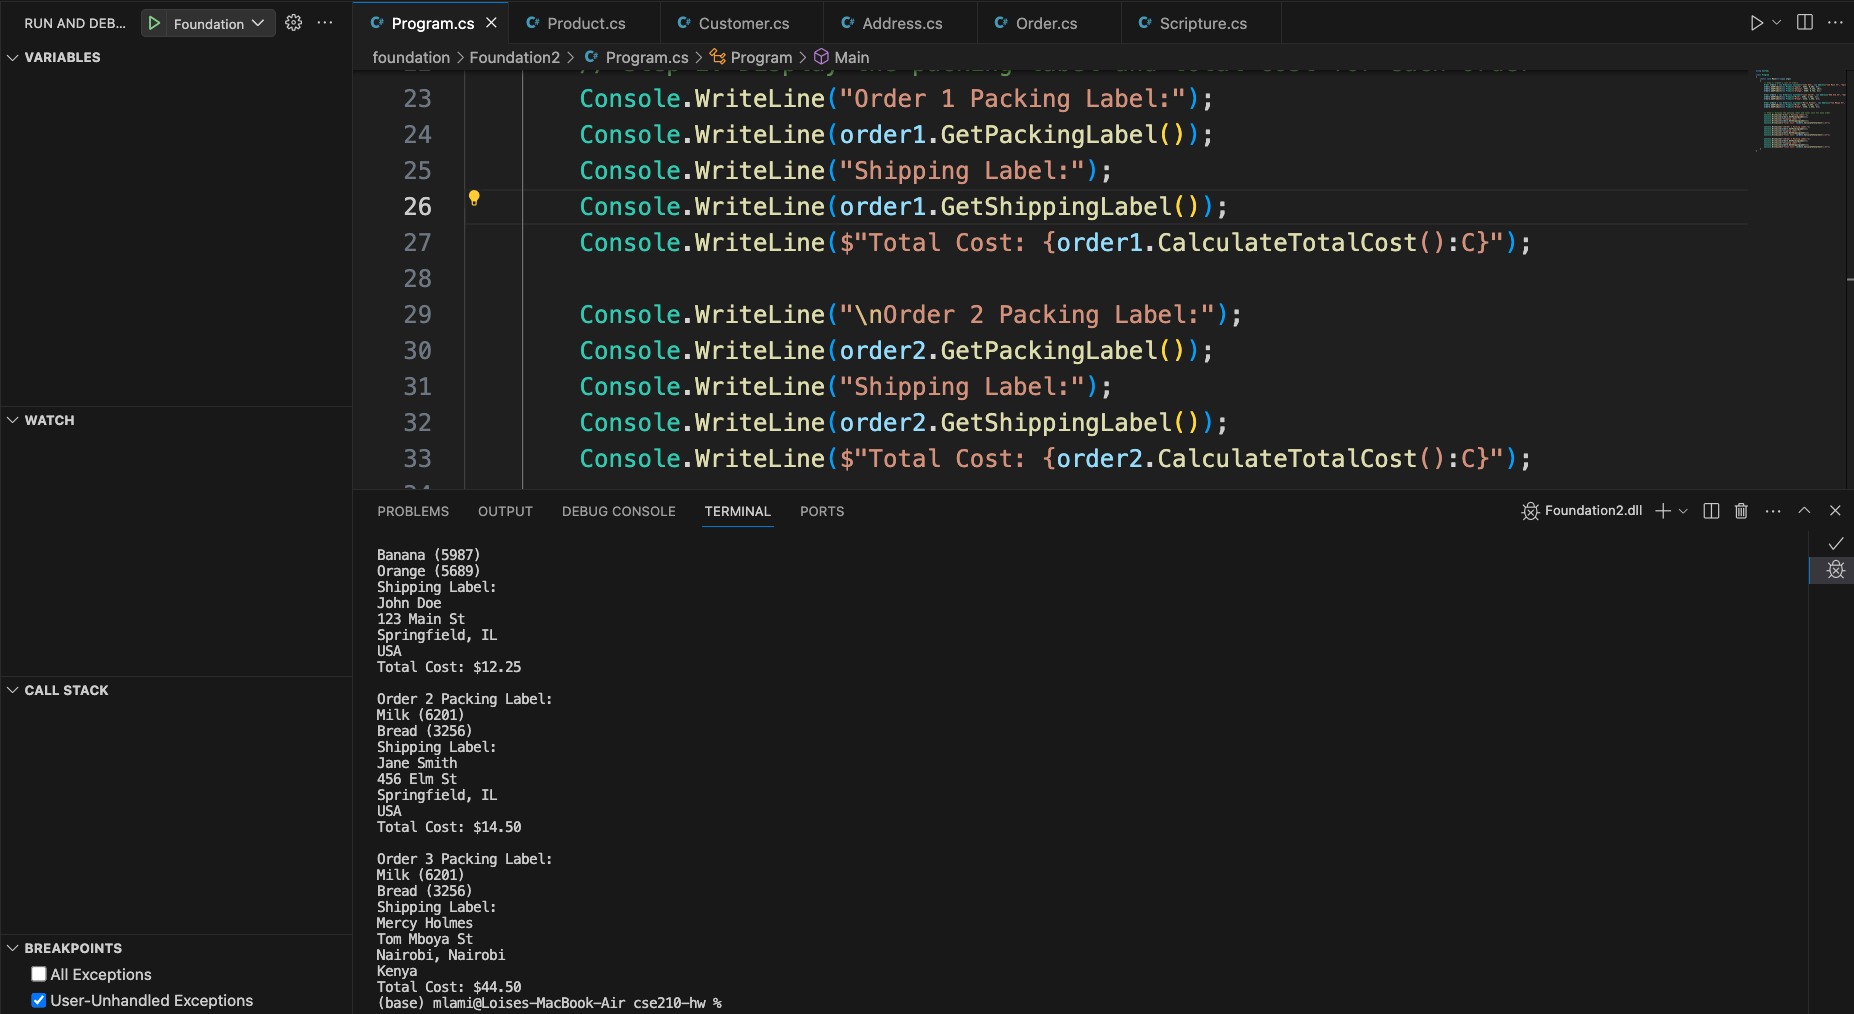 RUN AND DEB... Foundation
VARIABLES
WATCH
CALL STACK
BREAKPOINTS
All Exceptions
User-Unhandled Exceptions
C# Program.cs C# Product.cs C# Customer.cs C# Address.cs C# Order.cs C# Scripture.cs
foundation > Foundation2 > C# Program.cs > Program > Main
23 Console.WriteLine("Order 1 Packing Label:");
24 Console.WriteLine(order1.GetPackingLabel());
25 Console.WriteLine("Shipping Label:");
26 Console.WriteLine(order1.GetShippingLabel());
27 Console.WriteLine($"Total Cost: {order1.CalculateTotalCost():C}");
28
29 Console.WriteLine("\nOrder 2 Packing Label:");
30 Console.WriteLine(order2.GetPackingLabel());
31 Console.WriteLine("Shipping Label:");
32 Console.WriteLine(order2.GetShippingLabel());
33 Console.WriteLine($"Total Cost: {order2.CalculateTotalCost():C}");
PROBLEMS OUTPUT DEBUG CONSOLE TERMINAL PORTS Foundation2.dll
Banana (5987)
Orange (5689)
Shipping Label:
John Doe
123 Main St
Springfield, IL
USA
Total Cost: $12.25
Order 2 Packing Label:
Milk (6201)
Bread (3256)
Shipping Label:
Jane Smith
456 Elm St
Springfield, IL
USA
Total Cost: $14.50
Order 3 Packing Label:
Milk (6201)
Bread (3256)
Shipping Label:
Mercy Holmes
Tom Mboya St
Nairobi, Nairobi
Kenya
Total Cost: $44.50
(base) mlami@Loises-MacBook-Air cse210-hw %